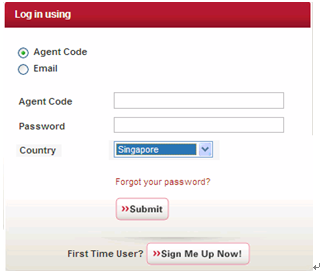 Log in using
Agent Code
Email
Agent Code
Password
Country Singapore
Forgot your password?
»Submit
First Time User? »Sign Me Up Now!